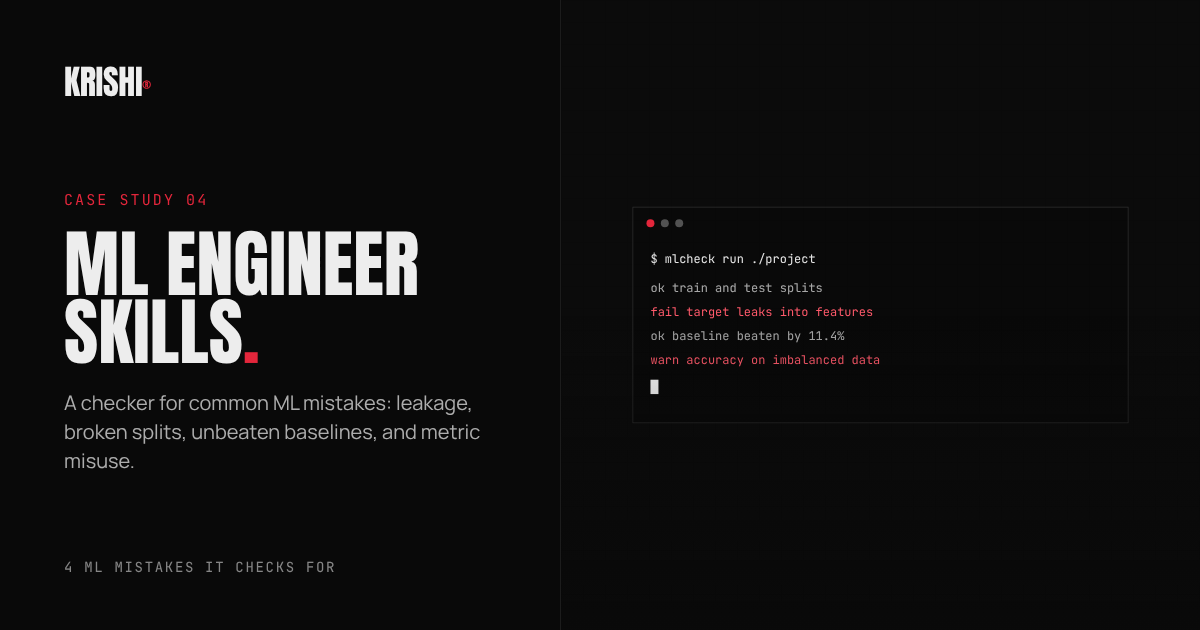 KRISHI®
CASE STUDY 04
ML ENGINEER
SKILLS.
A checker for common ML mistakes: leakage,
broken splits, unbeaten baselines, and metric
misuse.
4 ML MISTAKES IT CHECKS FOR
$ mlcheck run ./project
ok train and test splits
fail target leaks into features
ok baseline beaten by 11.4%
warn accuracy on imbalanced data